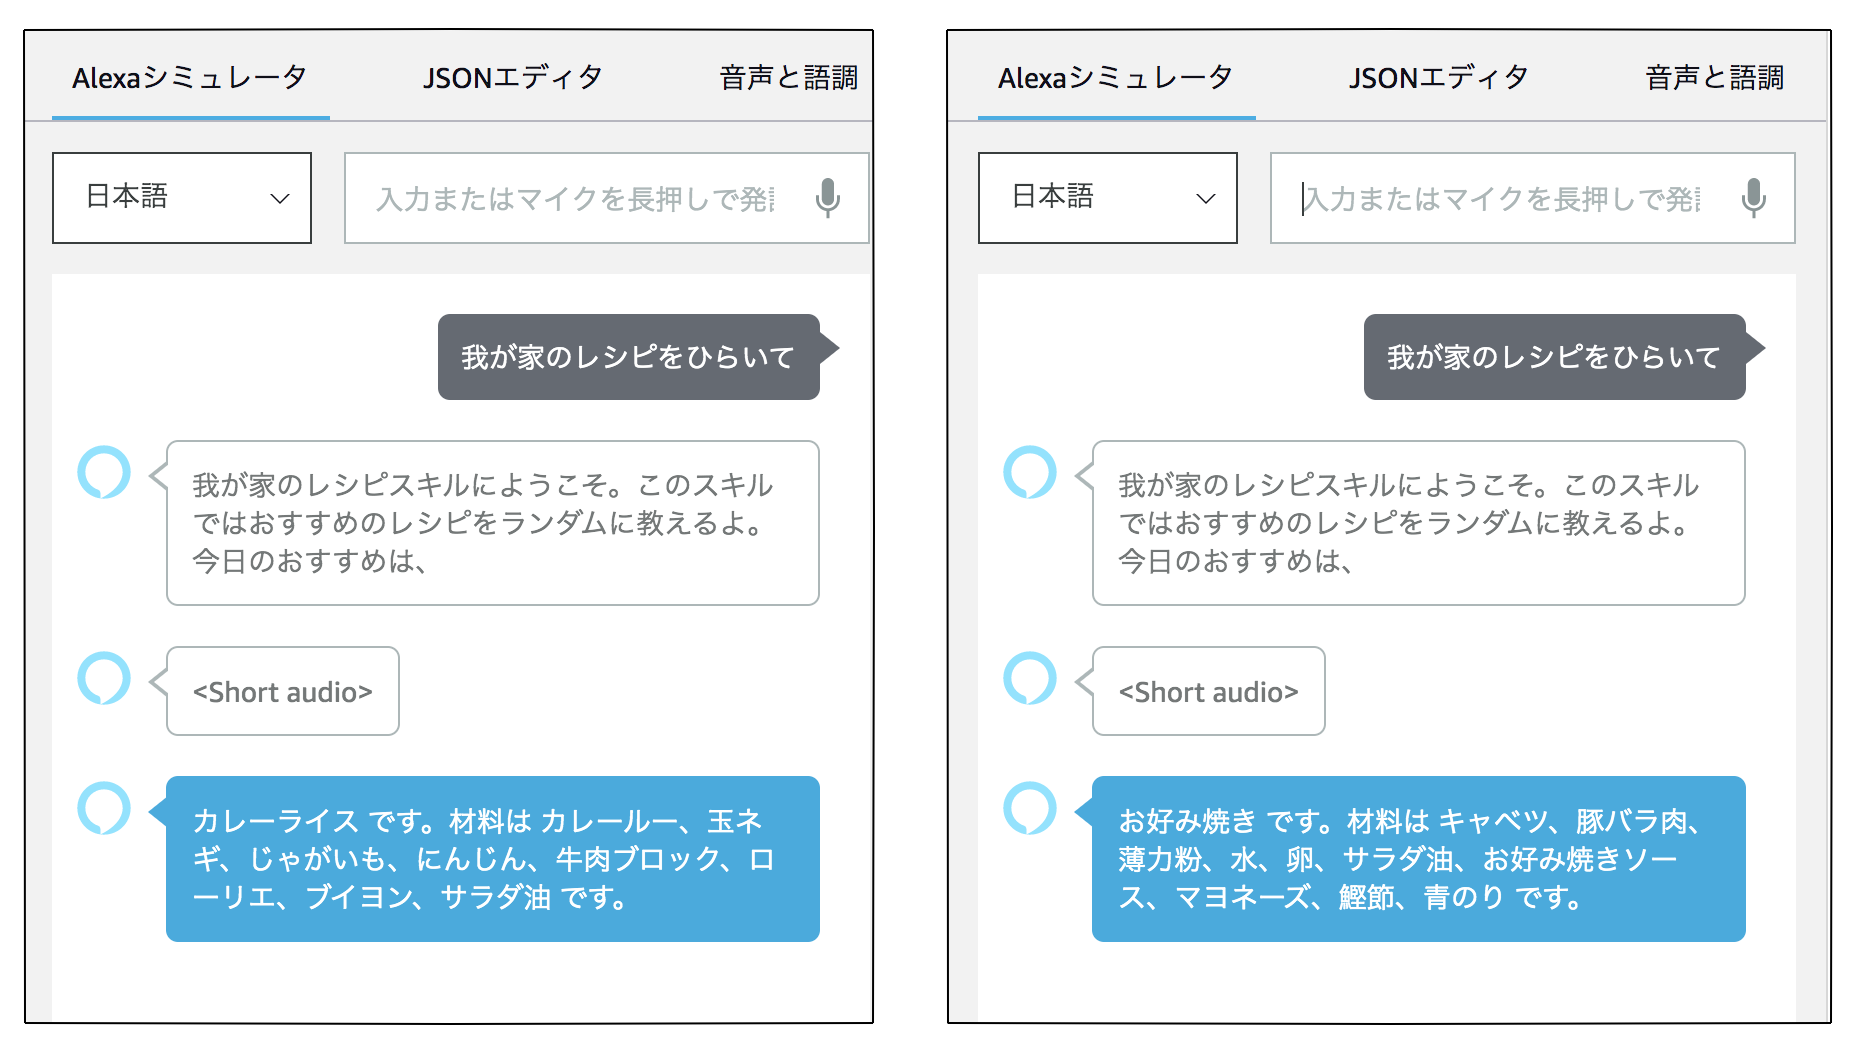 Alexaシミュレータ
JSONエディタ
音声と語調
日本語
入力またはマイクを長押しで発
我が家のレシピをひらいて
我が家のレシピスキルにようこそ。このスキル
ではおすすめのレシピをランダムに教えるよ。
今日のおすすめは、
<Short audio>
カレーライス です。材料は カレールー、玉ネ
ギ、じゃがいも、にんじん、牛肉ブロック、ロ
ーリエ、ブイヨン、サラダ油 です。
Alexaシミュレータ
JSONエディタ
音声と語調
日本語
入力またはマイクを長押しで発
我が家のレシピをひらいて
我が家のレシピスキルにようこそ。このスキル
ではおすすめのレシピをランダムに教えるよ。
今日のおすすめは、
<Short audio>
お好み焼き です。材料は キャベツ、豚バラ肉、
薄力粉、水、卵、サラダ油、お好み焼きソー
ス、マヨネーズ、鰹節、青のり です。